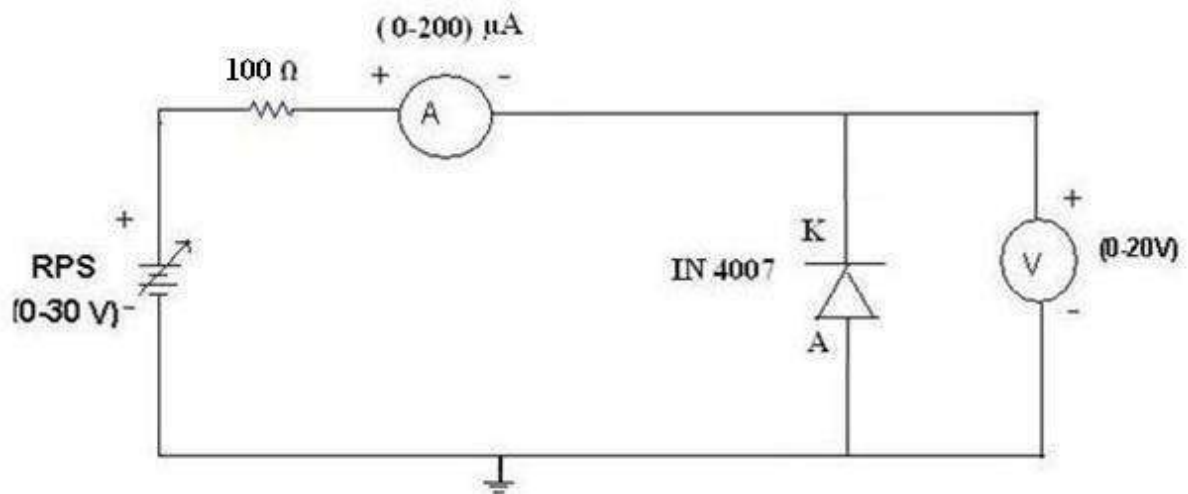 ( 0-200) μA
100 Ω
+
-
A
+
RPS
(0-30 V)
-
K
IN 4007
A
+
V
(0-20V)
-